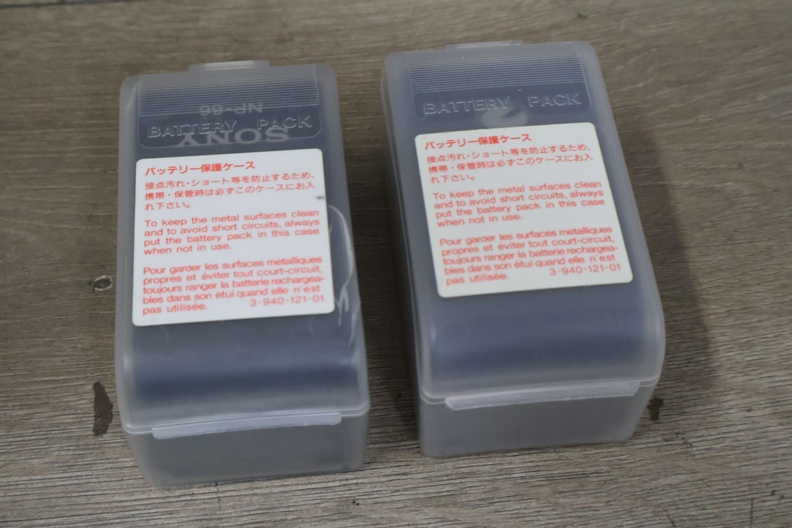 NP-66
BATTERY PACK
SONY
バッテリー保護ケース
接点汚れ・ショート等を防止するため、
携帯・保管時は必ずこのケースにお入
れ下さい。
To keep the metal surfaces clean
and to avoid short circuits, always
put the battery pack in this case
when not in use.
Pour garder les surfaces metalliques
propres et éviter tout court-circuit,
toujours ranger la batterie rechargea-
bles dans son étui quand elle n'est
pas utilisée. 3-940-121-01
BATTERY PACK
バッテリー保護ケース
接点汚れ・ショート等を防止するため、
携帯・保管時は必ずこのケースにお入
れ下さい。
To keep the metal surfaces clean
and to avoid short circuits, always
put the battery pack in this case
when not in use.
Pour garder les surfaces metalliques
propres et éviter tout court-circuit,
toujours ranger la batterie rechargea-
bles dans son étui quand elle n'est
pas utilisée. 3-940-121-01